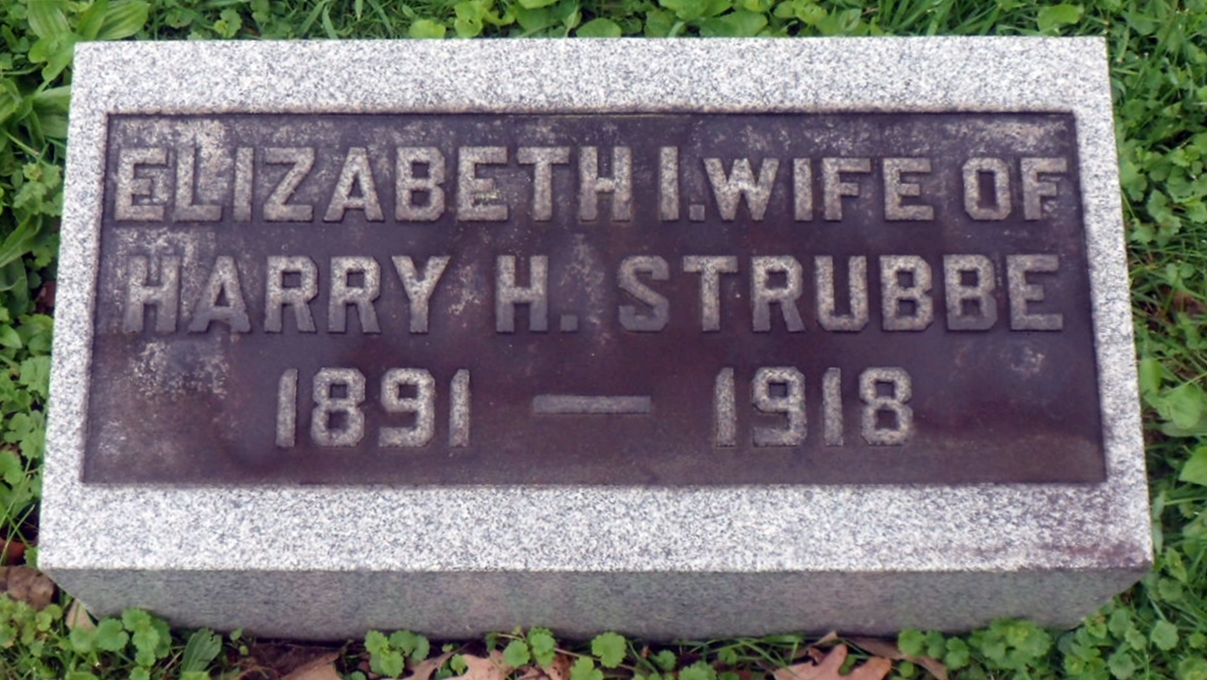 ELIZABETH I. WIFE OF
HARRY H. STRUBBE
1891 — 1918